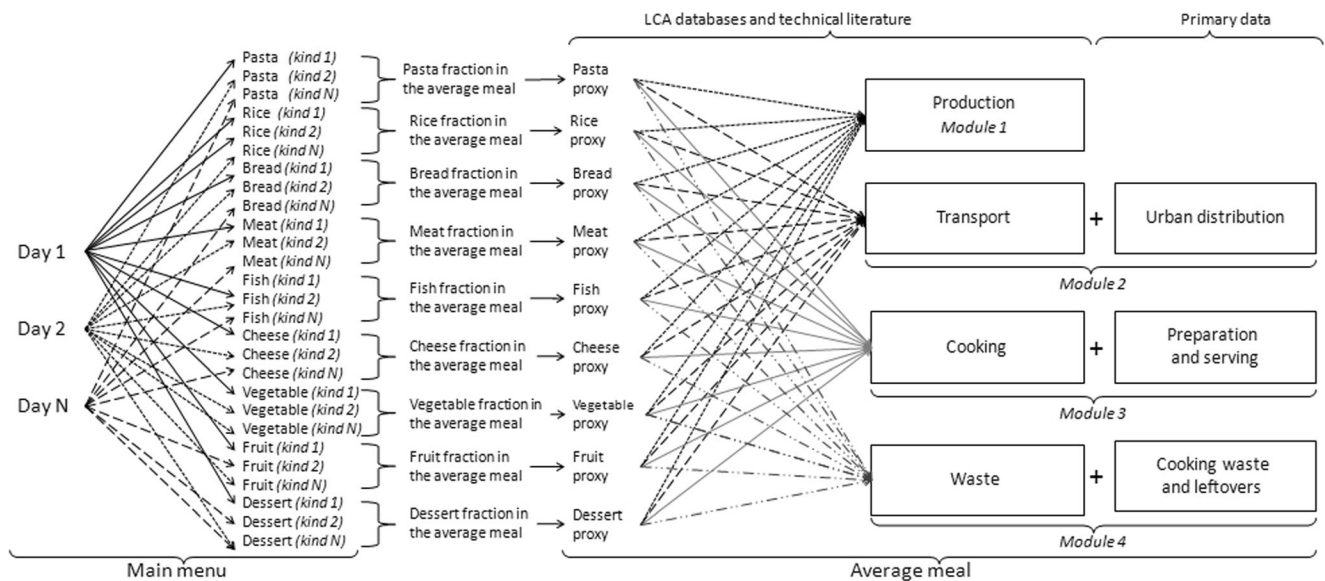 LCA databases and technical literature
Primary data
Day 1
Day 2
Day N
Pasta (kind 1)
Pasta (kind 2)
Pasta (kind N)
Rice (kind 1)
Rice (kind 2)
Rice (kind N)
Bread (kind 1)
Bread (kind 2)
Bread (kind N)
Meat (kind 1)
Meat (kind 2)
Meat (kind N)
Fish (kind 1)
Fish (kind 2)
Fish (kind N)
Cheese (kind 1)
Cheese (kind 2)
Cheese (kind N)
Vegetable (kind 1)
Vegetable (kind 2)
Vegetable (kind N)
Fruit (kind 1)
Fruit (kind 2)
Fruit (kind N)
Dessert (kind 1)
Dessert (kind 2)
Dessert (kind N)
Pasta fraction in
the average meal
Rice fraction in
the average meal
Bread fraction in
the average meal
Meat fraction in
the average meal
Fish fraction in
the average meal
Cheese fraction in
the average meal
Vegetable fraction in
the average meal
Fruit fraction in
the average meal
Dessert fraction in
the average meal
Pasta
proxy
Rice
proxy
Bread
proxy
Meat
proxy
Fish
proxy
Cheese
proxy
Vegetable
proxy
Fruit
proxy
Dessert
proxy
Production
Module 1
Transport
+
Urban distribution
Module 2
Cooking
+
Preparation
and serving
Module 3
Waste
+
Cooking waste
and leftovers
Module 4
Main menu
Average meal